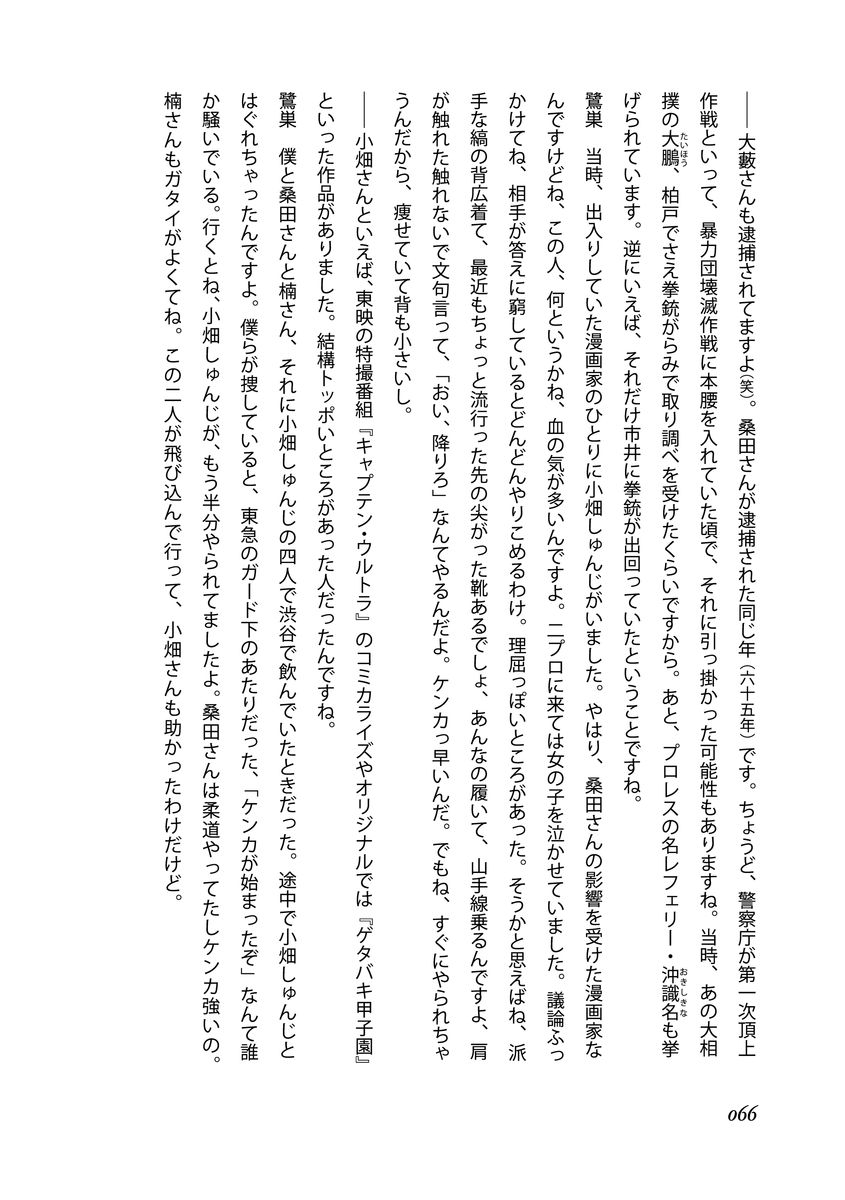 ――大藪さんも逮捕されてますよ（笑）。桑田さんが逮捕された同じ年（六十五年）です。ちょうど、警察庁が第一次頂上
作戦といって、暴力団壊滅作戦に本腰を入れていた頃で、それに引っ掛かった可能性もありますね。当時、あの大相
撲の大鵬、柏戸でさえ拳銃がらみで取り調べを受けたくらいですから。あと、プロレスの名レフェリー・沖識名も挙
たいほう
おきしきな
げられています。逆にいえば、それだけ市井に拳銃が出回っていたということですね。
鷺巣　当時、出入りしていた漫画家のひとりに小畑しゅんじがいました。やはり、桑田さんの影響を受けた漫画家な
んですけどね、この人、何というかね、血の気が多いんですよ。二プロに来ては女の子を泣かせていました。議論ふっ
かけてね、相手が答えに窮しているとどんどんやりこめるわけ。理屈っぽいところがあった。そうかと思えばね、派
手な縞の背広着て、最近もちょっと流行った先の尖がった靴あるでしょ、あんなの履いて、山手線乗るんですよ、肩
が触れた触れないで文句言って、「おい、降りろ」なんてやるんだよ。ケンカっ早いんだ。でもね、すぐにやられちゃ
うんだから、痩せていて背も小さいし。
――小畑さんといえば、東映の特撮番組『キャプテン・ウルトラ』のコミカライズやオリジナルでは『ゲタバキ甲子園』
といった作品がありました。結構トッポいところがあった人だったんですね。
鷺巣　僕と桑田さんと楠さん、それに小畑しゅんじの四人で渋谷で飲んでいたときだった。途中で小畑しゅんじと
はぐれちゃったんですよ。僕らが捜していると、東急のガード下のあたりだった、「ケンカが始まったぞ」なんて誰
か騒いでいる。行くとね、小畑しゅんじが、もう半分やられてましたよ。桑田さんは柔道やってたしケンカ強いの。
楠さんもガタイがよくてね。この二人が飛び込んで行って、小畑さんも助かったわけだけど。
066